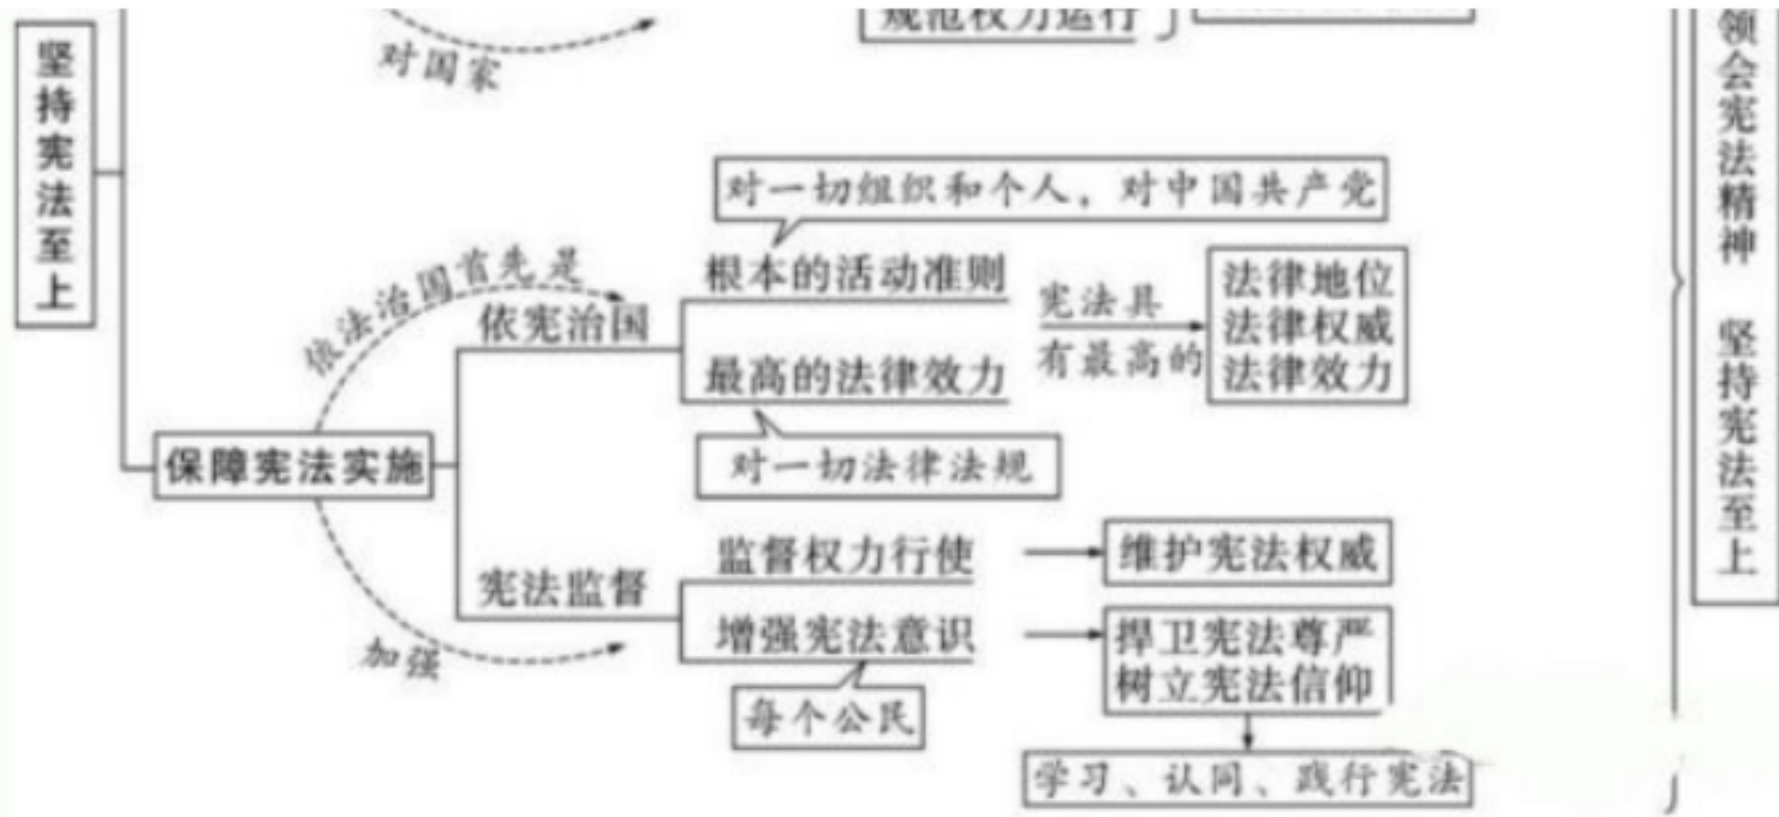 坚持宪法至上
对国家
规范权力运行
对一切组织和个人，对中国共产党
根本的活动准则
依法治国首先是
依宪治国
最高的法律效力
宪法具
有最高的
法律地位
法律权威
法律效力
保障宪法实施
对一切法律法规
监督权力行使
维护宪法权威
宪法监督
增强宪法意识
捍卫宪法尊严
树立宪法信仰
加强
每个公民
学习、认同、践行宪法
领会宪法精神 坚持宪法至上